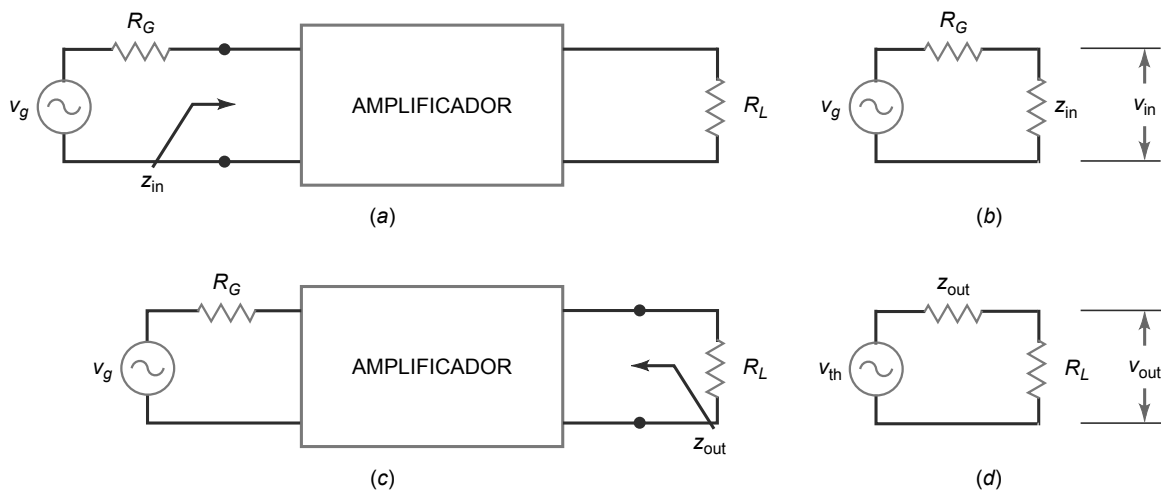 R_G
v_g
z_in
AMPLIFICADOR
R_L
(a)
R_G
v_g
z_in
v_in
(b)
R_G
v_g
AMPLIFICADOR
R_L
z_out
(c)
z_out
v_th
R_L
v_out
(d)